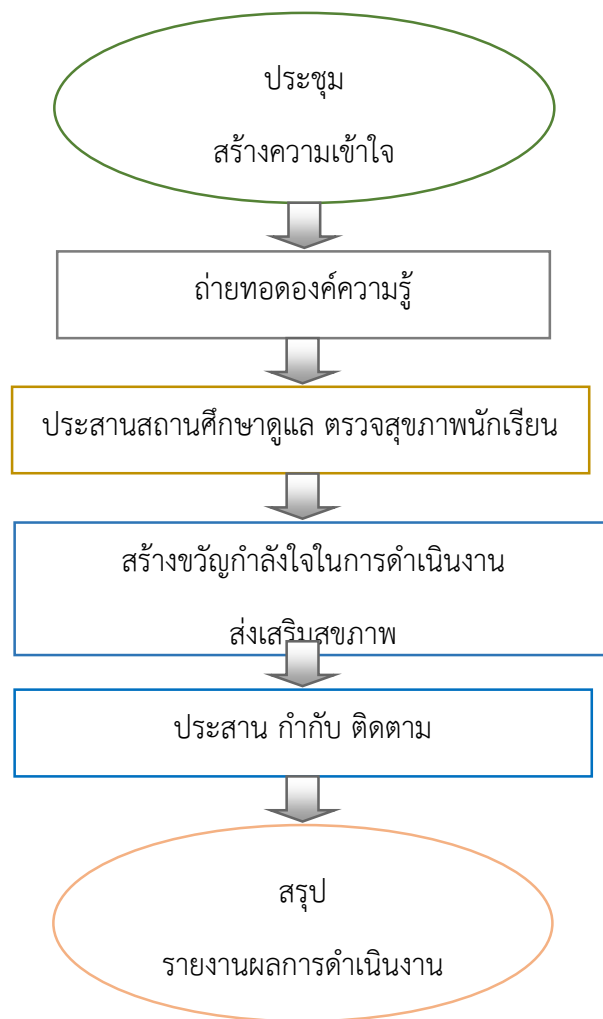 ประชุม
สร้างความเข้าใจ
ถ่ายทอดองค์ความรู้
ประสานสถานศึกษาดูแล ตรวจสุขภาพนักเรียน
สร้างขวัญกำลังใจในการดำเนินงาน
ส่งเสริมสุขภาพ
ประสาน กำกับ ติดตาม
สรุป
รายงานผลการดำเนินงาน